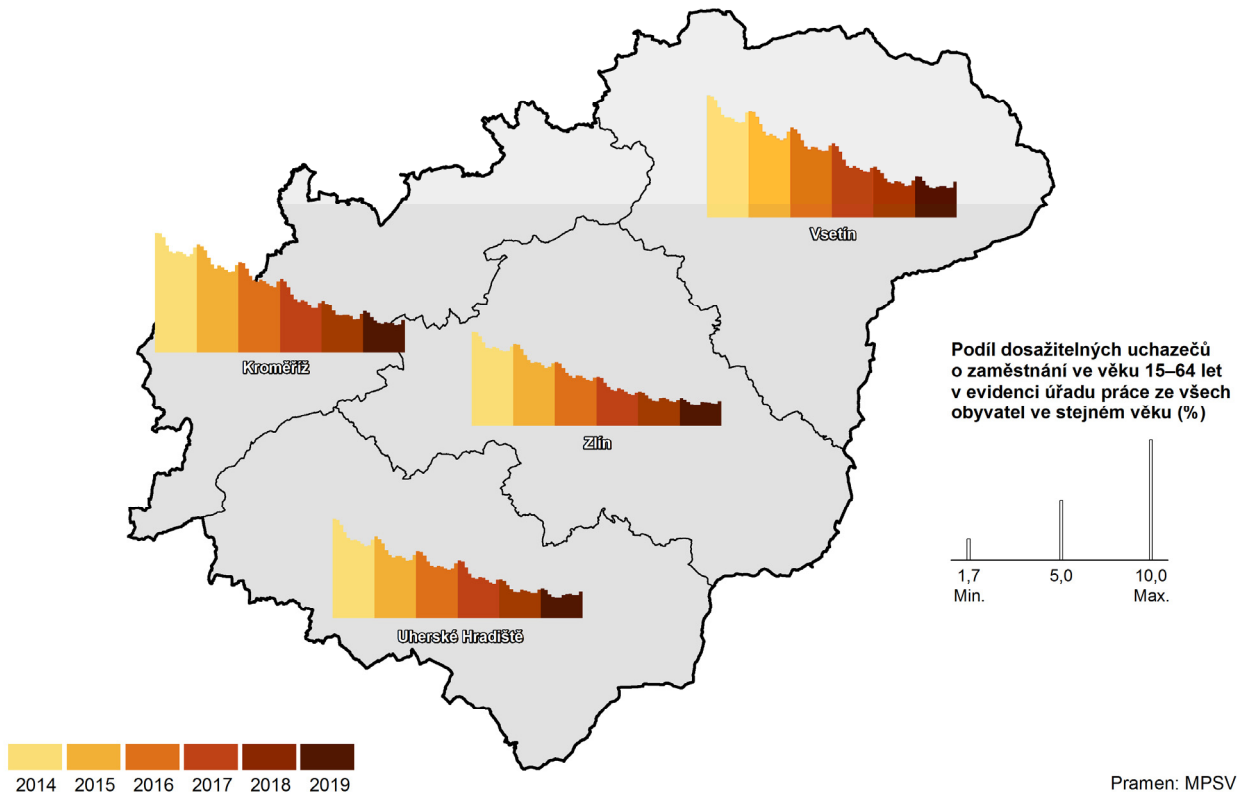 Vsetín
Kroměříž
Zlín
Uherské Hradiště
Podíl dosažitelných uchazečů
o zaměstnání ve věku 15–64 let
v evidenci úřadu práce ze všech
obyvatel ve stejném věku (%)
1,7 5,0 10,0
Min. Max.
2014 2015 2016 2017 2018 2019
Pramen: MPSV